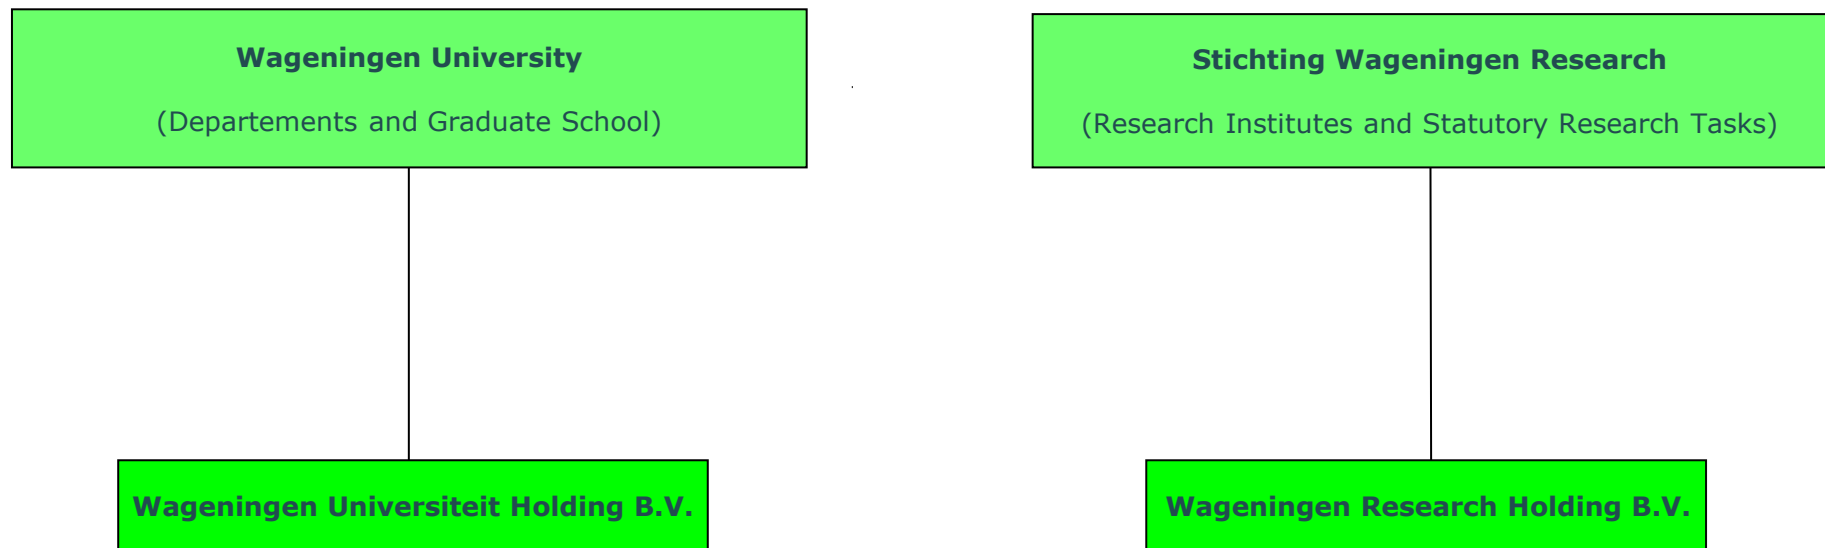 Wageningen University
(Departements and Graduate School)
Stichting Wageningen Research
(Research Institutes and Statutory Research Tasks)
Wageningen Universiteit Holding B.V.
Wageningen Research Holding B.V.